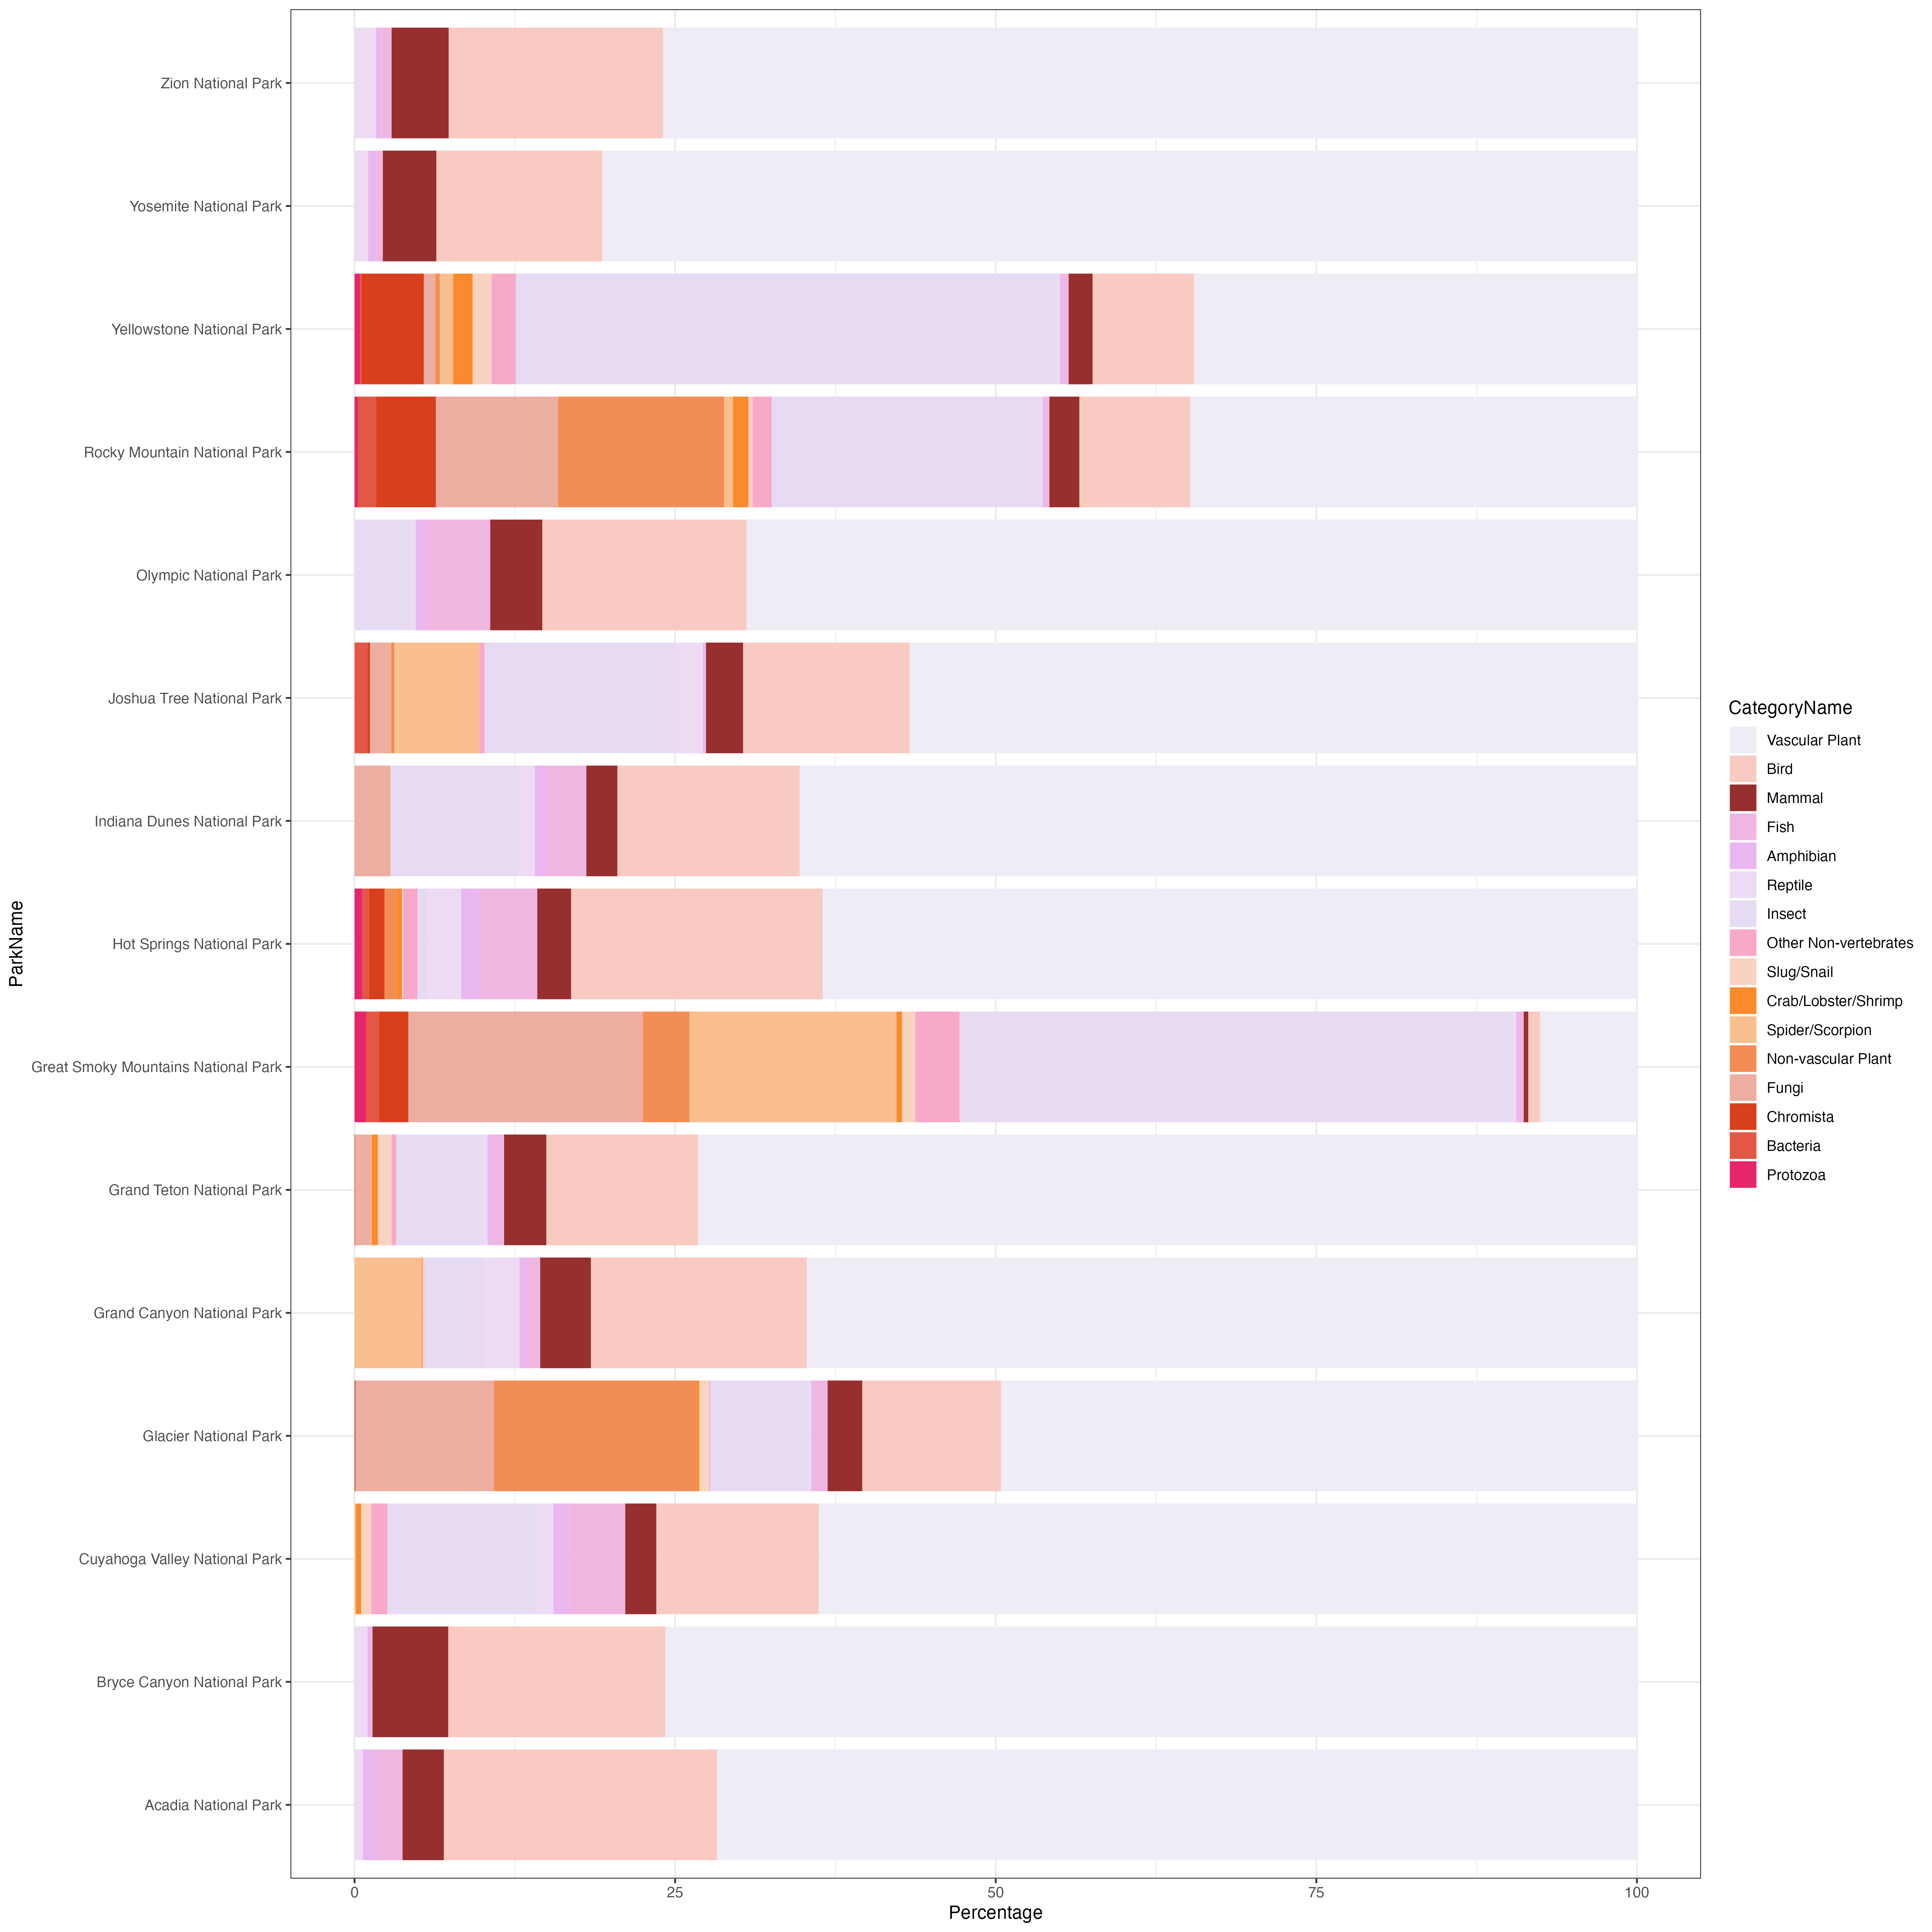 Zion National Park
Yosemite National Park
Yellowstone National Park
Rocky Mountain National Park
Olympic National Park
Joshua Tree National Park
Indiana Dunes National Park
Hot Springs National Park
Great Smoky Mountains National Park
Grand Teton National Park
Grand Canyon National Park
Glacier National Park
Cuyahoga Valley National Park
Bryce Canyon National Park
Acadia National Park
ParkName
0 25 50 75 100
Percentage
CategoryName
Vascular Plant
Bird
Mammal
Fish
Amphibian
Reptile
Insect
Other Non-vertebrates
Slug/Snail
Crab/Lobster/Shrimp
Spider/Scorpion
Non-vascular Plant
Fungi
Chromista
Bacteria
Protozoa